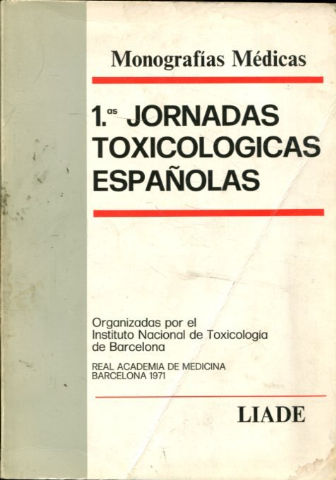 Monografías Médicas
1.as JORNADAS
TOXICOLOGICAS
ESPAÑOLAS
Organizadas por el
Instituto Nacional de Toxicología
de Barcelona
REAL ACADEMIA DE MEDICINA
BARCELONA 1971
LIADE